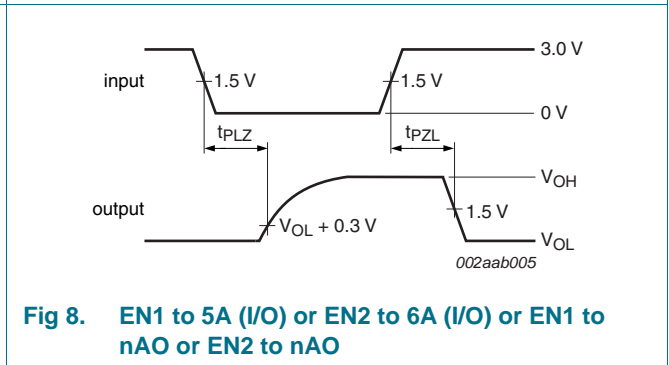 3.0 V
input
1.5 V
1.5 V
0 V
tPLZ
tPZL
VOH
output
VOL + 0.3 V
1.5 V
VOL
002aab005
Fig 8. EN1 to 5A (I/O) or EN2 to 6A (I/O) or EN1 to
nAO or EN2 to nAO